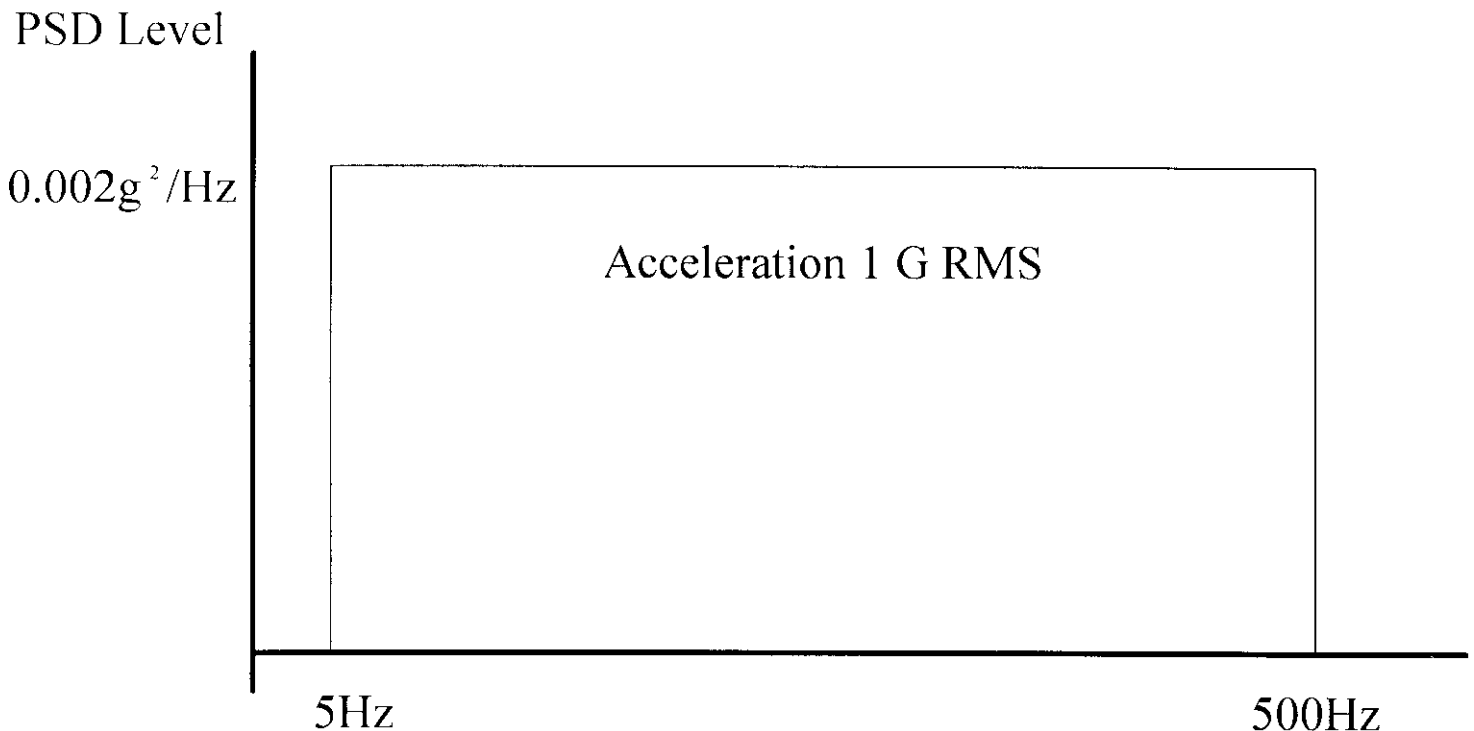 PSD Level
0.002g²/Hz
Acceleration 1 G RMS
5Hz
500Hz